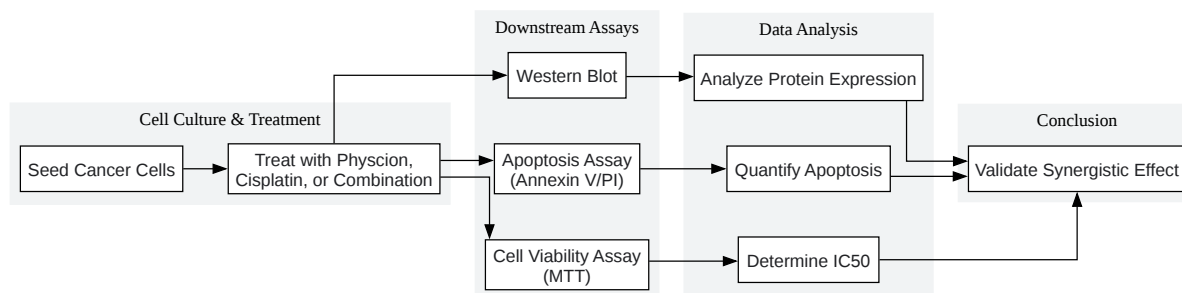 Downstream Assays
Data Analysis
Western Blot
Analyze Protein Expression
Cell Culture & Treatment
Conclusion
Seed Cancer Cells
Treat with Physcion,
Cisplatin, or Combination
Apoptosis Assay
(Annexin V/PI)
Quantify Apoptosis
Validate Synergistic Effect
Cell Viability Assay
(MTT)
Determine IC50